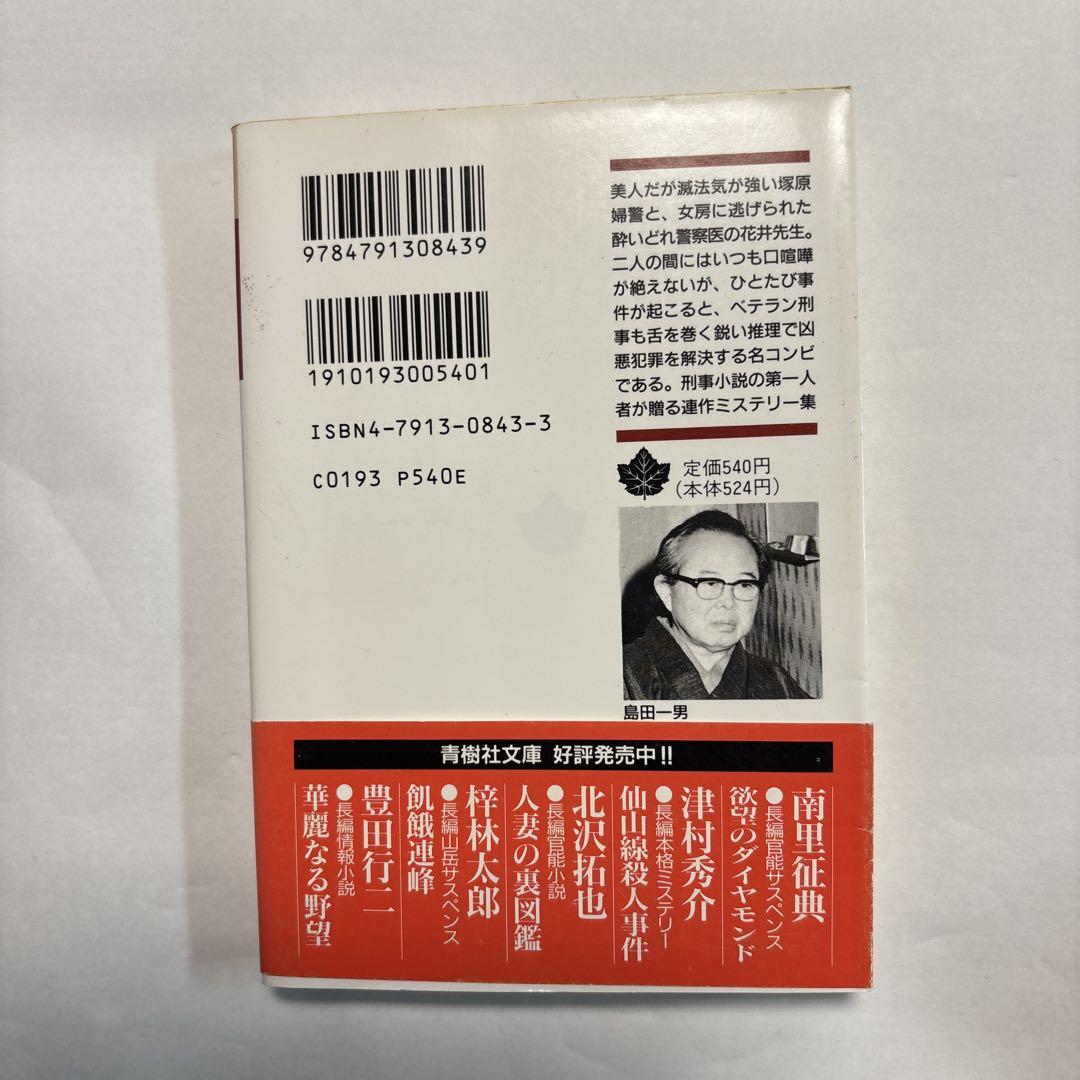 9784791308439
1910193005401
ISBN4-7913-0843-3
C0193 P540E
美人だが滅法気が強い塚原
婦警と、女房に逃げられた
酔いどれ警察医の花井先生。
二人の間にはいつも口喧嘩
が絶えないが、ひとたび事
件が起こると、ベテラン刑
事も舌を巻く鋭い推理で凶
悪犯罪を解決する名コンビ
である。刑事小説の第一人
者が贈る連作ミステリー集
定価540円
(本体524円)
島田一男
青樹社文庫 好評発売中!!
南里征典
●長編官能サスペンス
欲望のダイヤモンド
津村秀介
●長編本格ミステリー
仙山線殺人事件
北沢拓也
●長編官能小説
人妻の裏図鑑
梓林太郎
●長編山岳サスペンス
飢餓連峰
豊田行二
●長編情報小説
華麗なる野望